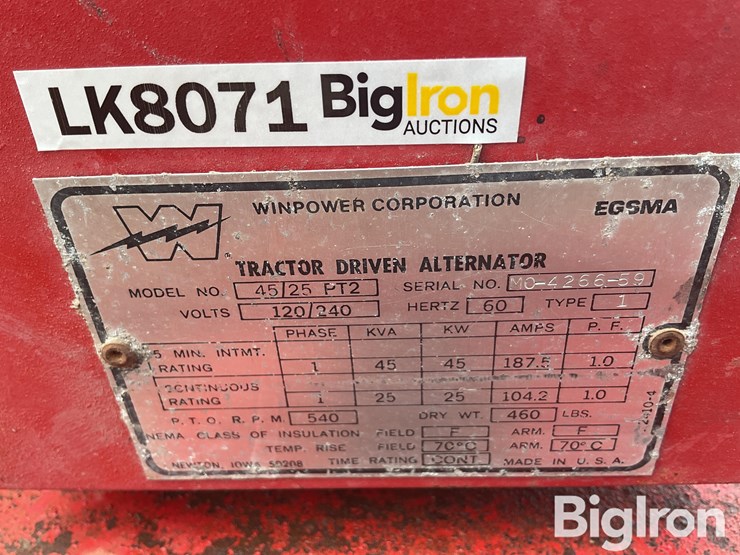 LK8071 BigIron
AUCTIONS
W WINPOWER CORPORATION EGSMA
TRACTOR DRIVEN ALTERNATOR
MODEL NO. 45/25 PT2 SERIAL NO. MO-4266-59
VOLTS 120/240 HERTZ 60 TYPE 1
PHASE KVA KW AMPS P. F.
5 MIN. INTMT.
RATING 1 45 45 187.5 1.0
CONTINUOUS
RATING 1 25 25 104.2 1.0
P. T. O. R. P. M 540 DRY WT. 460 LBS.
NEMA CLASS OF INSULATION FIELD F ARM. F
TEMP. RISE FIELD 70°C ARM. 70°C
NEWTON, IOWA 50208 TIME RATING CONT. MADE IN U.S.A.
2410-4
BigIron